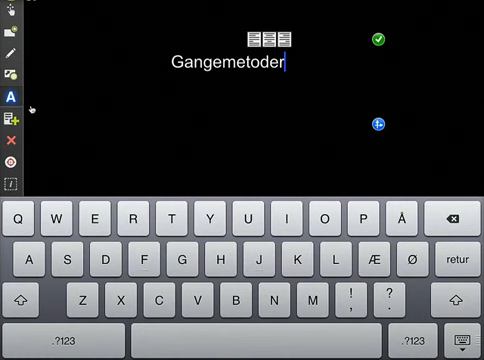 Gangemetoder
A
Q W E R T Y U I O P Å
A S D F G H J K L Æ Ø retur
Z X C V B N M ! , ? .
.?123 .?123